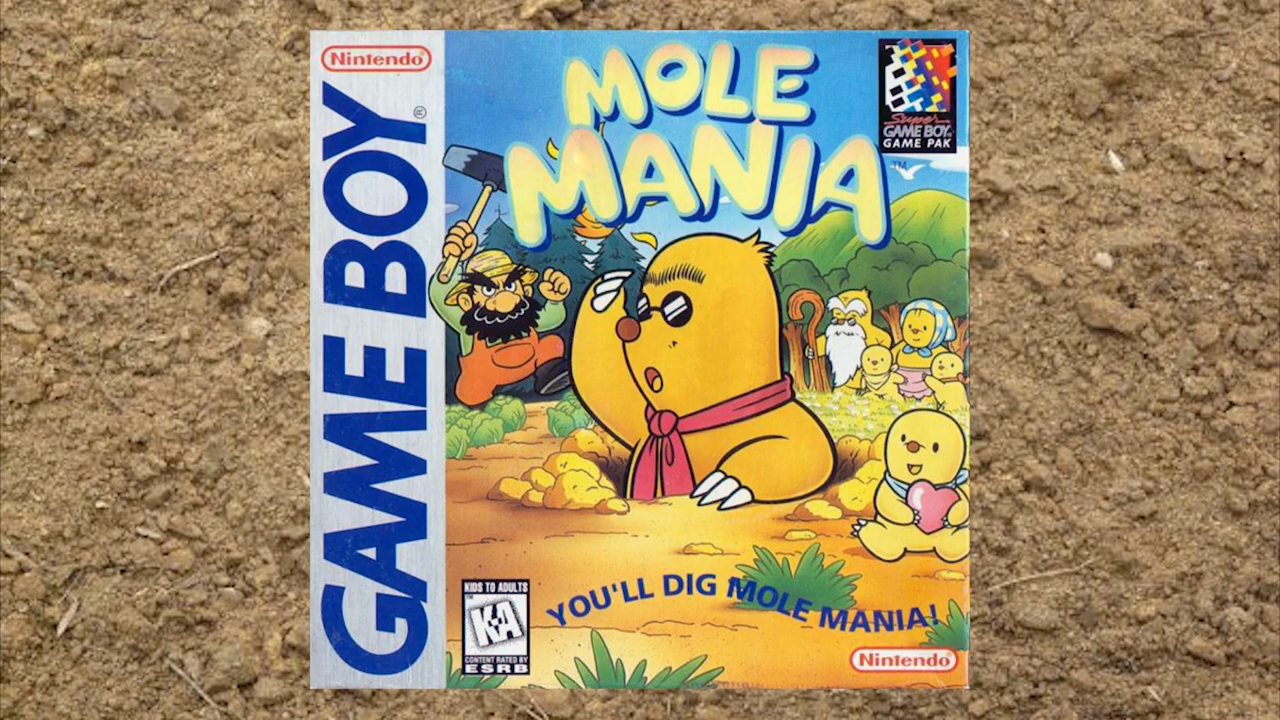 Nintendo®
GAME BOY®
MOLE
MANIA
™
Super
GAME BOY®
GAME PAK
KIDS TO ADULTS
K-A
CONTENT RATED BY
ESRB
YOU'LL DIG MOLE MANIA!
Nintendo®